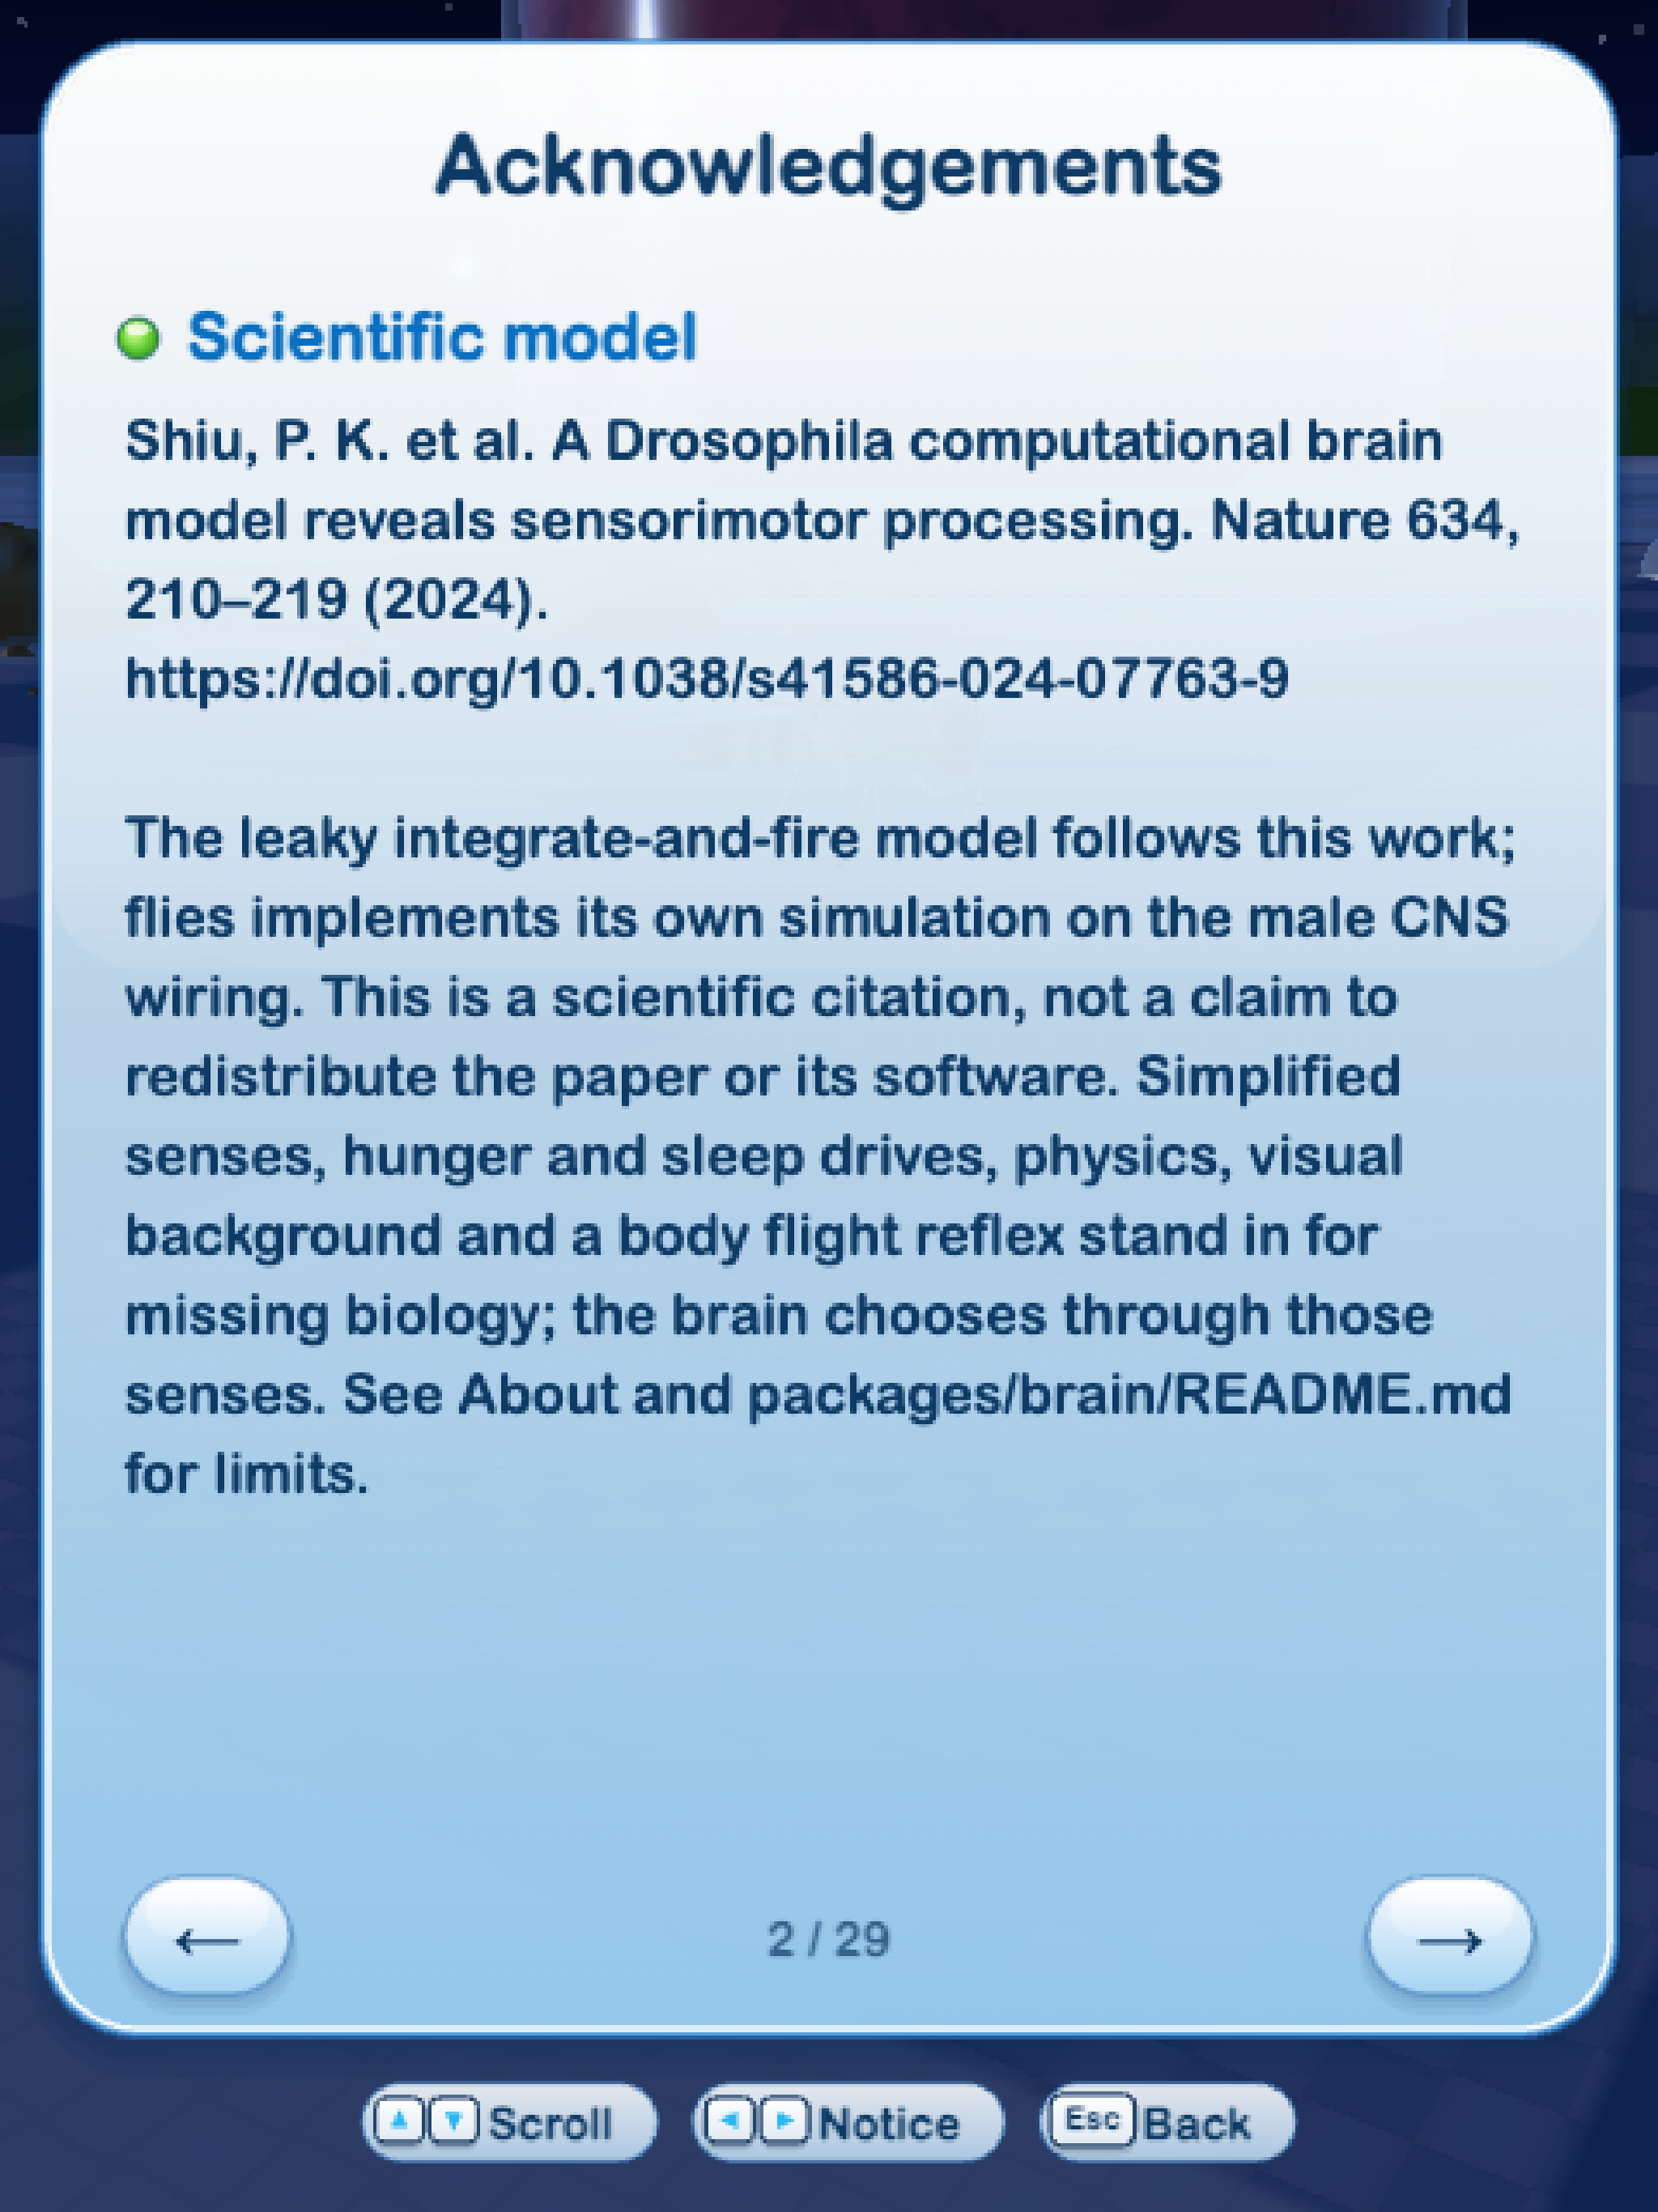 Acknowledgements
Scientific model
Shiu, P. K. et al. A Drosophila computational brain
model reveals sensorimotor processing. Nature 634,
210–219 (2024).
https://doi.org/10.1038/s41586-024-07763-9
The leaky integrate-and-fire model follows this work;
flies implements its own simulation on the male CNS
wiring. This is a scientific citation, not a claim to
redistribute the paper or its software. Simplified
senses, hunger and sleep drives, physics, visual
background and a body flight reflex stand in for
missing biology; the brain chooses through those
senses. See About and packages/brain/README.md
for limits.
← 2 / 29 →
▲ ▼ Scroll ◀ ▶ Notice Esc Back